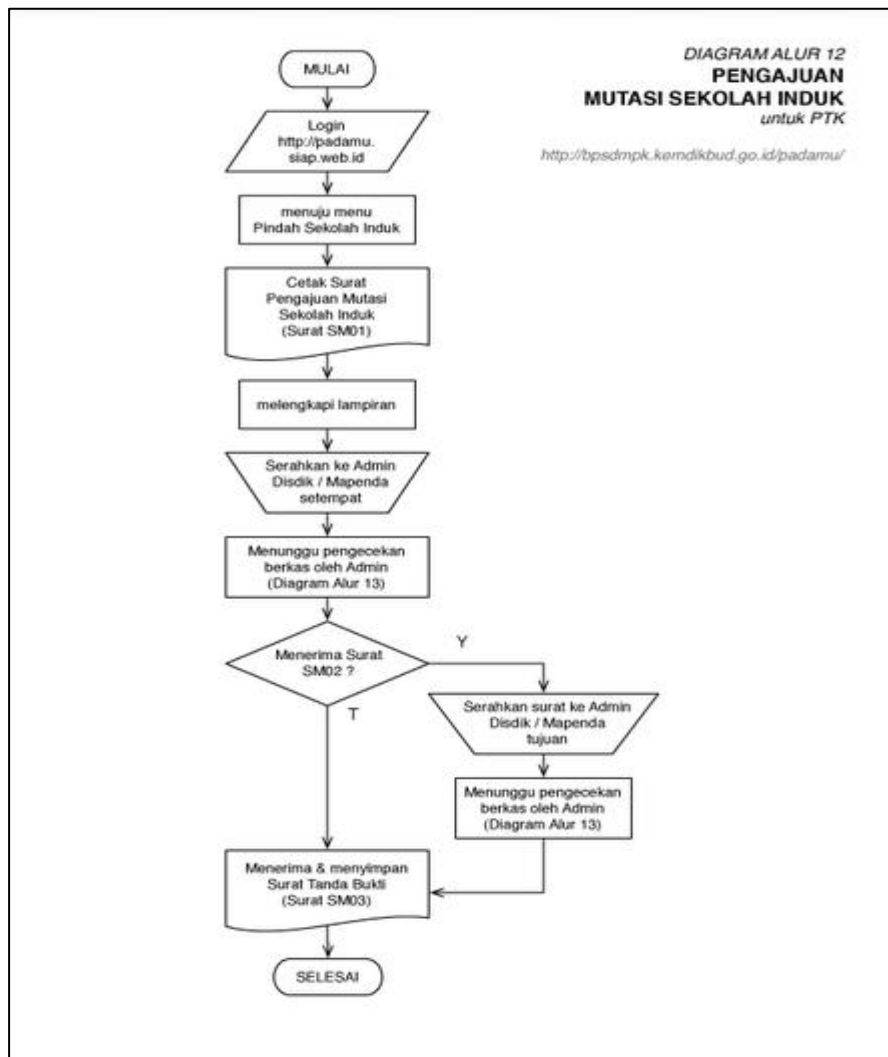 DIAGRAM ALUR 12
PENGAJUAN
MUTASI SEKOLAH INDUK
untuk PTK
http://bpsdmpk.kemdikbud.go.id/padamu/
MULAI
Login
http://padamu.
siap.web.id
menuju menu
Pindah Sekolah Induk
Cetak Surat
Pengajuan Mutasi
Sekolah Induk
(Surat SM01)
melengkapi lampiran
Serahkan ke Admin
Disdik / Mapenda
setempat
Menunggu pengecekan
berkas oleh Admin
(Diagram Alur 13)
Menerima Surat
SM02 ?
Y
T
Serahkan surat ke Admin
Disdik / Mapenda
tujuan
Menunggu pengecekan
berkas oleh Admin
(Diagram Alur 13)
Menerima & menyimpan
Surat Tanda Bukti
(Surat SM03)
SELESAI